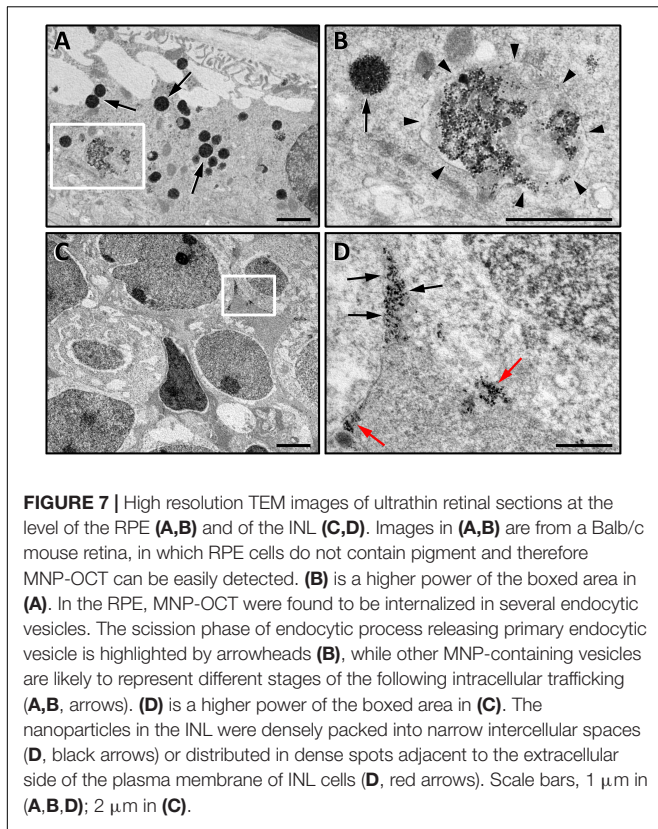 A
B
C
D
FIGURE 7 | High resolution TEM images of ultrathin retinal sections at the
level of the RPE (A,B) and of the INL (C,D). Images in (A,B) are from a Balb/c
mouse retina, in which RPE cells do not contain pigment and therefore
MNP-OCT can be easily detected. (B) is a higher power of the boxed area in
(A). In the RPE, MNP-OCT were found to be internalized in several endocytic
vesicles. The scission phase of endocytic process releasing primary endocytic
vesicle is highlighted by arrowheads (B), while other MNP-containing vesicles
are likely to represent different stages of the following intracellular trafficking
(A,B, arrows). (D) is a higher power of the boxed area in (C). The
nanoparticles in the INL were densely packed into narrow intercellular spaces
(D, black arrows) or distributed in dense spots adjacent to the extracellular
side of the plasma membrane of INL cells (D, red arrows). Scale bars, 1 μm in
(A,B,D); 2 μm in (C).